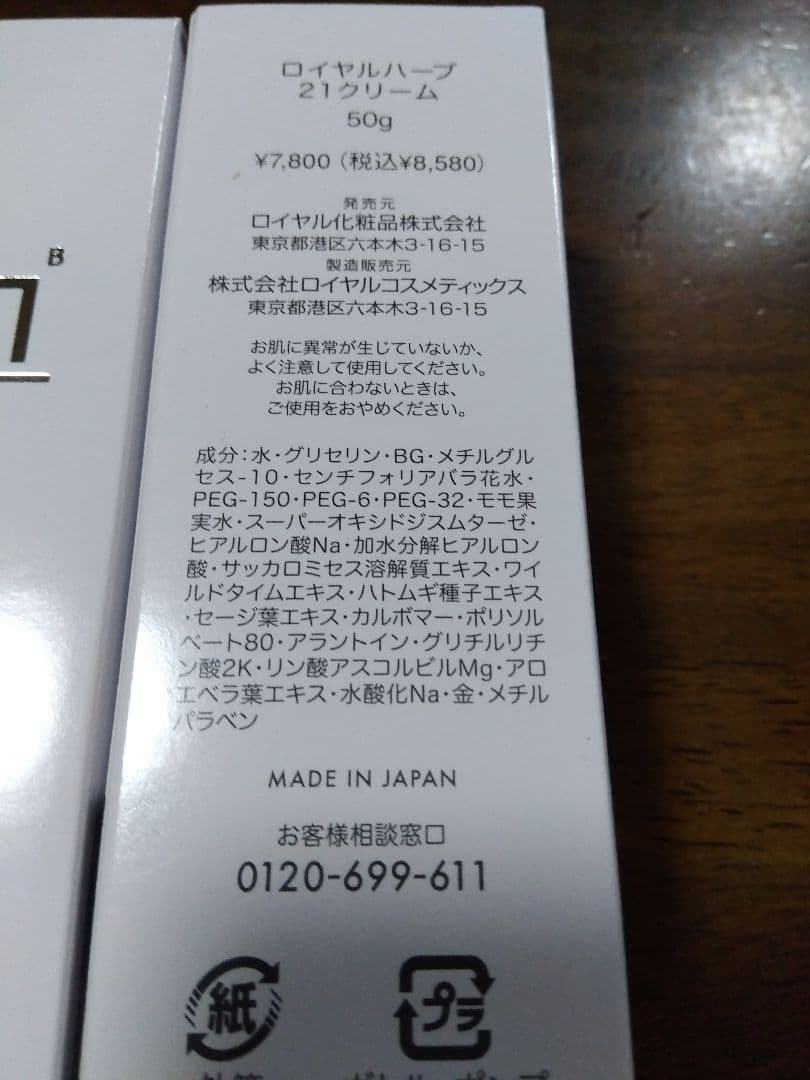 ロイヤルハーブ
21クリーム
50g
¥7,800（税込¥8,580）
発売元
ロイヤル化粧品株式会社
東京都港区六本木3-16-15
製造販売元
株式会社ロイヤルコスメティックス
東京都港区六本木3-16-15
お肌に異常が生じていないか、
よく注意して使用してください。
お肌に合わないときは、
ご使用をおやめください。
成分：水・グリセリン・BG・メチルグル
セス-10・センチフォリアバラ花水・
PEG-150・PEG-6・PEG-32・モモ果
実水・スーパーオキシドジスムターゼ・
ヒアルロン酸Na・加水分解ヒアルロン
酸・サッカロミセス溶解質エキス・ワイ
ルドタイムエキス・ハトムギ種子エキス
・セージ葉エキス・カルボマー・ポリソル
ベート80・アラントイン・グリチルリチ
ン酸2K・リン酸アスコルビルMg・アロ
エベラ葉エキス・水酸化Na・金・メチル
パラベン
MADE IN JAPAN
お客様相談窓口
0120-699-611
紙
プラ
B